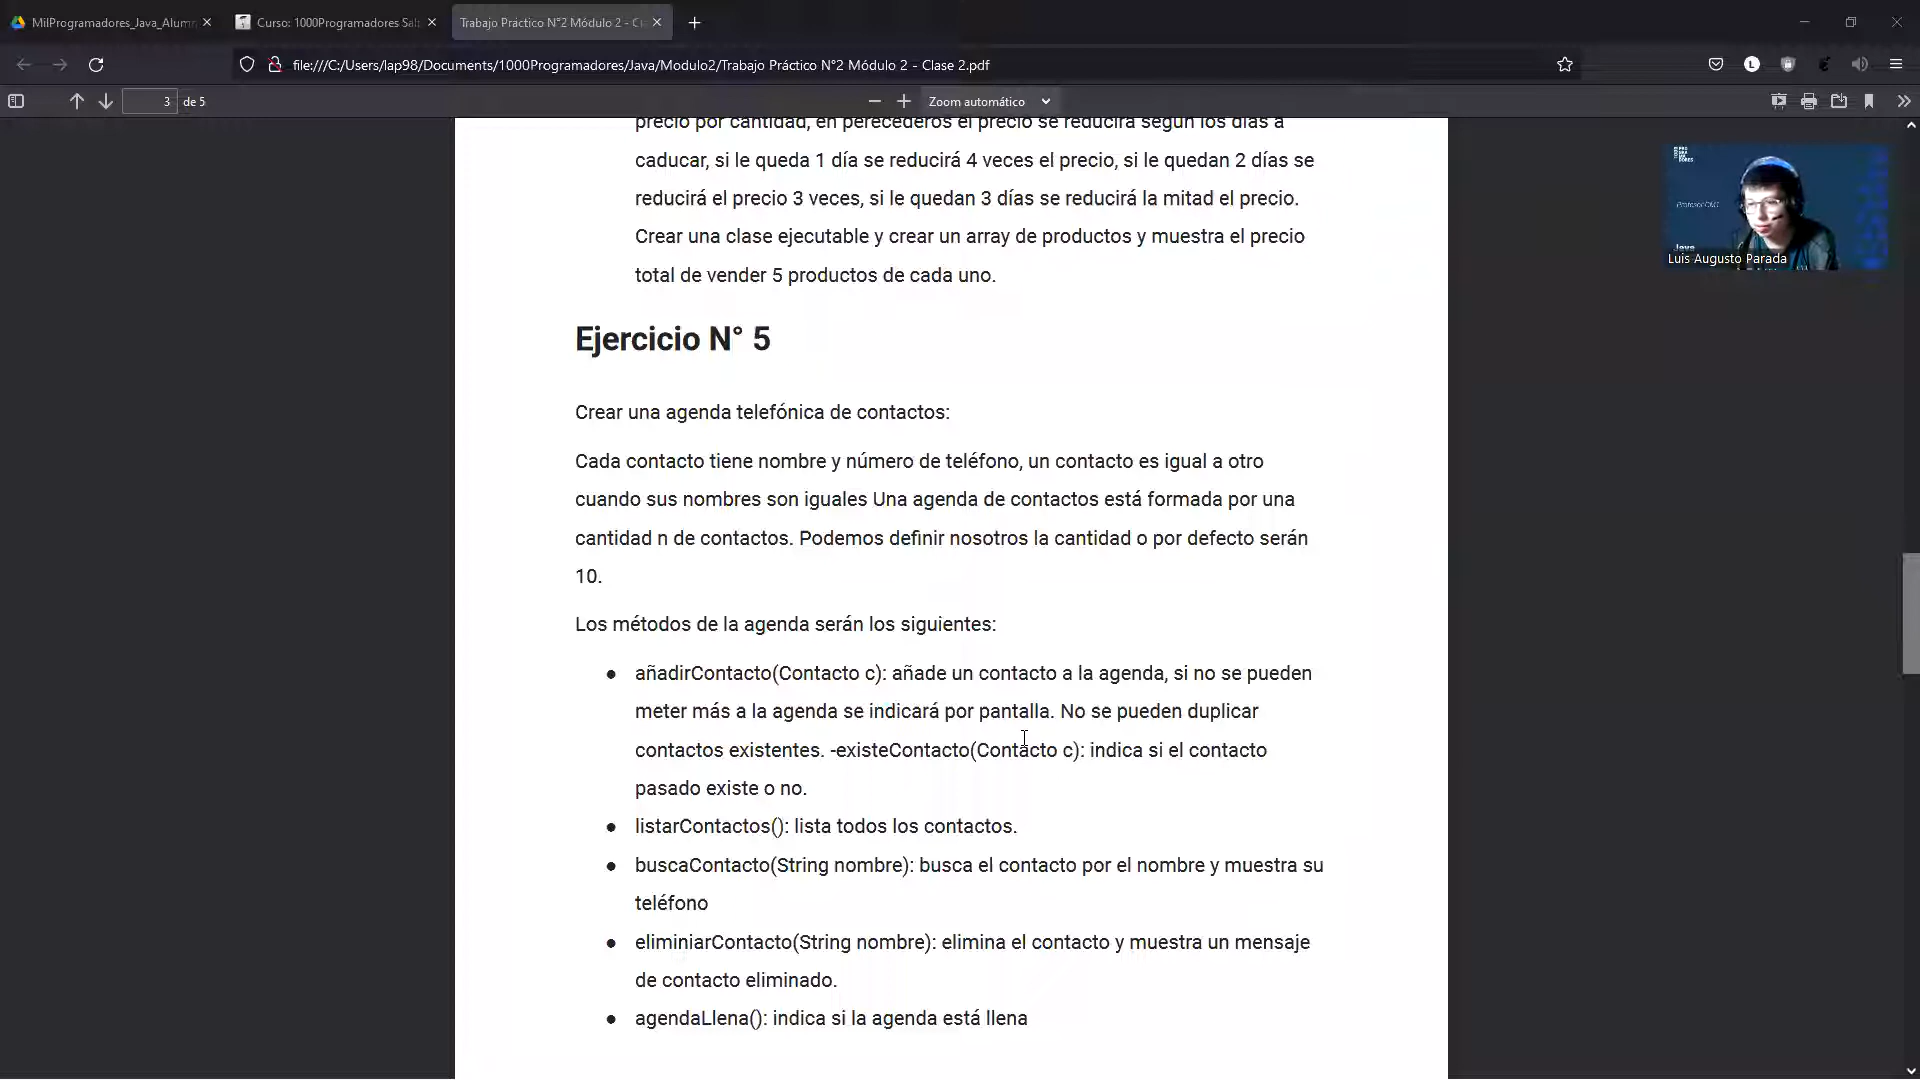 MilProgramadores_Java_Alumn
Curso: 1000Programadores Sal
Trabajo Práctico N°2 Módulo 2 - Cl
file:///C:/Users/lap98/Documents/1000Programadores/Java/Modulo2/Trabajo Práctico N°2 Módulo 2 - Clase 2.pdf
L
3 de 5
Zoom automático
precio por cantidad, en perecederos el precio se reducirá según los días a
caducar, si le queda 1 día se reducirá 4 veces el precio, si le quedan 2 días se
reducirá el precio 3 veces, si le quedan 3 días se reducirá la mitad el precio.
Crear una clase ejecutable y crear un array de productos y muestra el precio
total de vender 5 productos de cada uno.
Java
Luis Augusto Parada
Ejercicio N° 5
Crear una agenda telefónica de contactos:
Cada contacto tiene nombre y número de teléfono, un contacto es igual a otro
cuando sus nombres son iguales Una agenda de contactos está formada por una
cantidad n de contactos. Podemos definir nosotros la cantidad o por defecto serán
10.
Los métodos de la agenda serán los siguientes:
● añadirContacto(Contacto c): añade un contacto a la agenda, si no se pueden
meter más a la agenda se indicará por pantalla. No se pueden duplicar
contactos existentes. -existeContacto(Contacto c): indica si el contacto
pasado existe o no.
● listarContactos(): lista todos los contactos.
● buscaContacto(String nombre): busca el contacto por el nombre y muestra su
teléfono
● eliminiarContacto(String nombre): elimina el contacto y muestra un mensaje
de contacto eliminado.
● agendaLlena(): indica si la agenda está llena